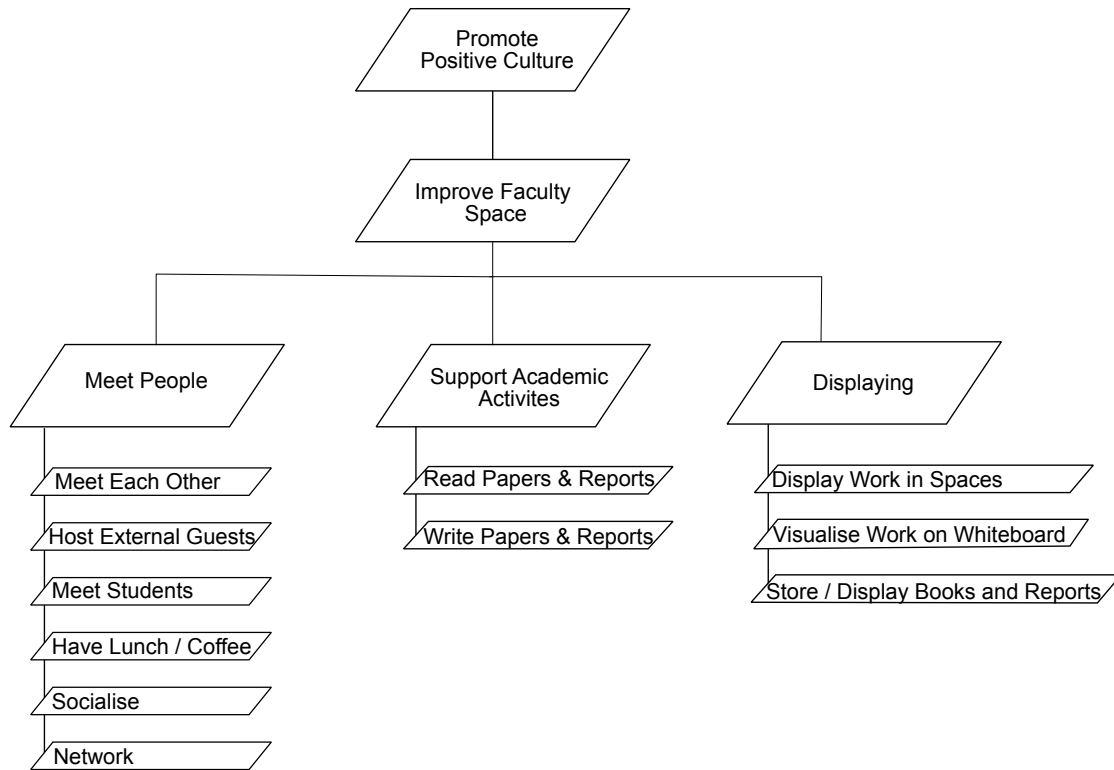 Promote
Positive Culture
Improve Faculty
Space
Meet People
Support Academic
Activites
Displaying
Meet Each Other
Host External Guests
Meet Students
Have Lunch / Coffee
Socialise
Network
Read Papers & Reports
Write Papers & Reports
Display Work in Spaces
Visualise Work on Whiteboard
Store / Display Books and Reports